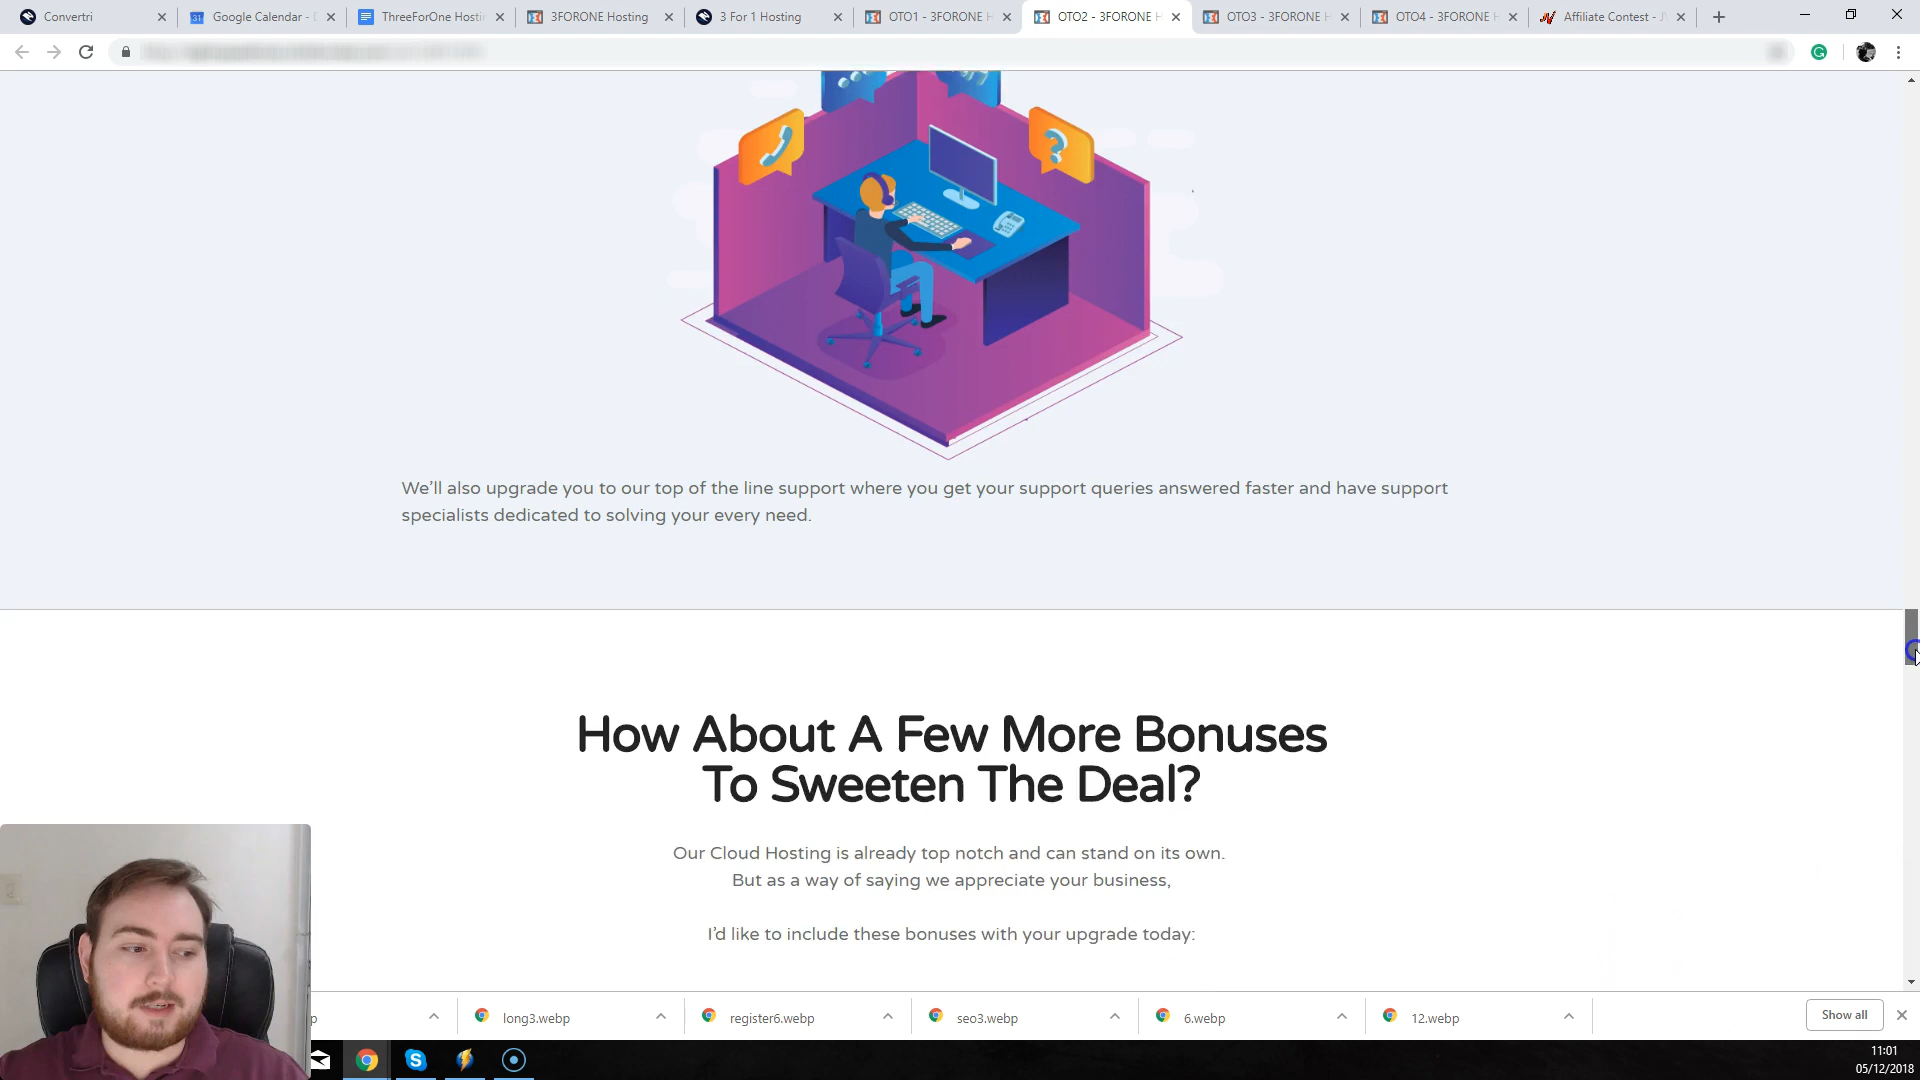 Convertri
Google Calendar - D
ThreeForOne Hosti
3FORONE Hosting
3 For 1 Hosting
OTO1 - 3FORONE H
OTO2 - 3FORONE H
OTO3 - 3FORONE H
OTO4 - 3FORONE H
Affiliate Contest - J
We'll also upgrade you to our top of the line support where you get your support queries answered faster and have support
specialists dedicated to solving your every need.
How About A Few More Bonuses
To Sweeten The Deal?
Our Cloud Hosting is already top notch and can stand on its own.
But as a way of saying we appreciate your business,
I'd like to include these bonuses with your upgrade today:
p
long3.webp
register6.webp
seo3.webp
6.webp
12.webp
Show all
11:01
05/12/2018